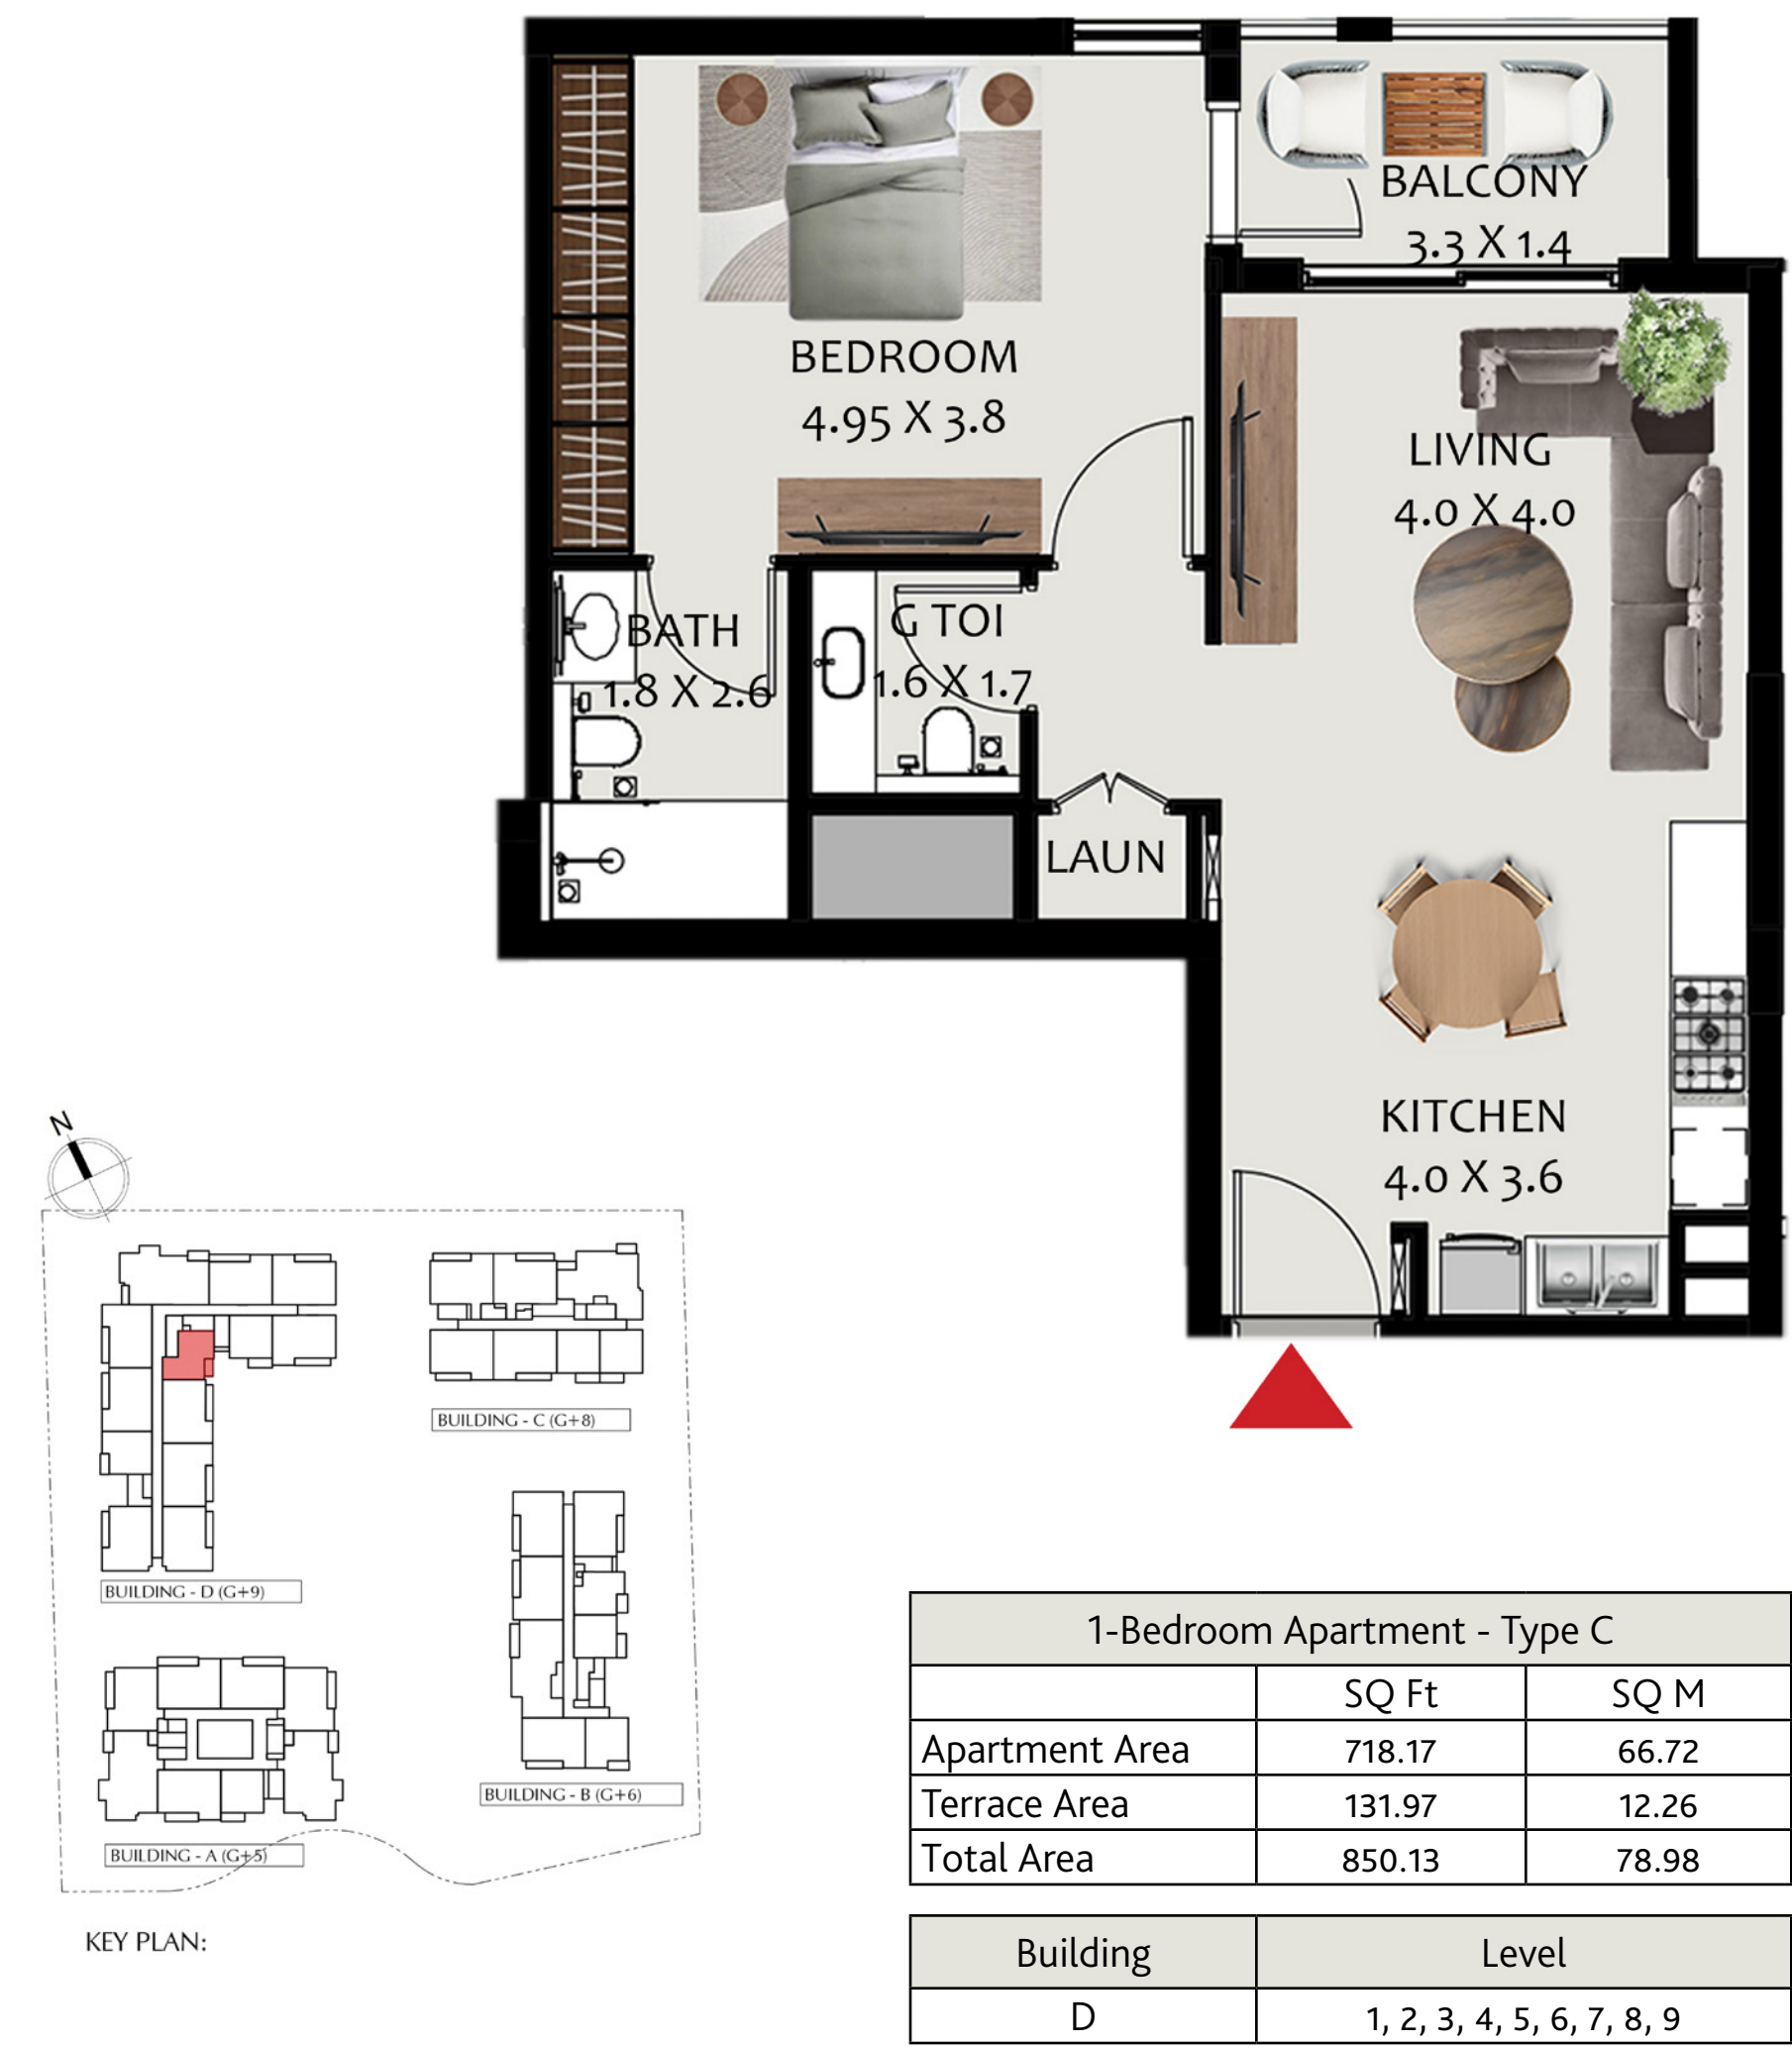 BALCONY
3.3 X 1.4
BEDROOM
4.95 X 3.8
LIVING
4.0 X 4.0
BATH
1.8 X 2.6
G TOI
1.6 X 1.7
LAUN
KITCHEN
4.0 X 3.6
N
BUILDING - C (G+8)
BUILDING - D (G+9)
BUILDING - B (G+6)
BUILDING - A (G+5)
KEY PLAN:
1-Bedroom Apartment - Type C
SQ Ft SQ M
Apartment Area 718.17 66.72
Terrace Area 131.97 12.26
Total Area 850.13 78.98
Building Level
D 1, 2, 3, 4, 5, 6, 7, 8, 9